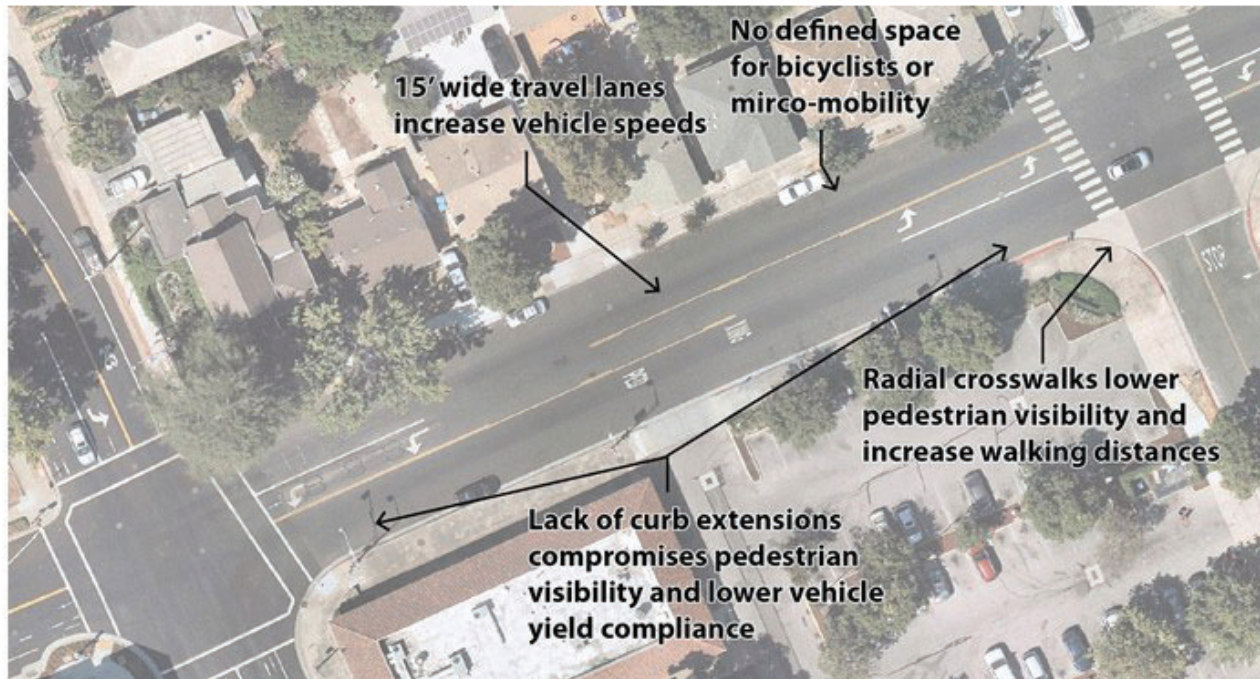 No defined space
for bicyclists or
mirco-mobility
15' wide travel lanes
increase vehicle speeds
STOP
Radial crosswalks lower
pedestrian visibility and
increase walking distances
Lack of curb extensions
compromises pedestrian
visibility and lower vehicle
yield compliance